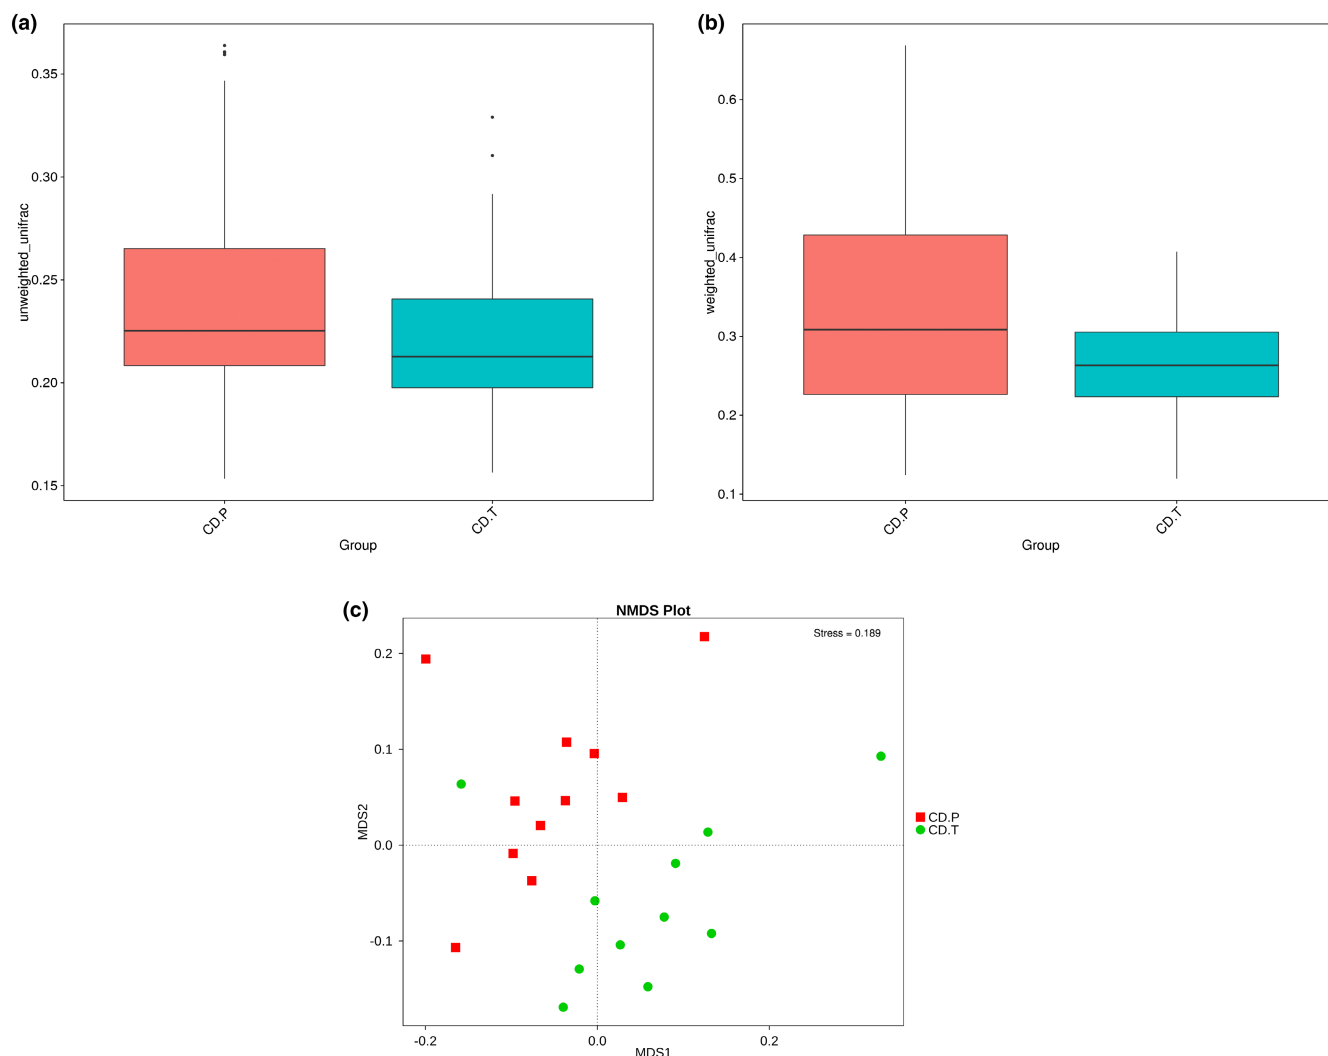 (a)
0.35
0.30
0.25
0.20
0.15
unweighted_unifrac
CD.P
CD.T
Group
(b)
0.6
0.5
0.4
0.3
0.2
0.1
weighted_unifrac
CD.P
CD.T
Group
(c)
NMDS Plot
Stress = 0.189
0.2
0.1
0.0
-0.1
MDS2
-0.2
0.0
0.2
MDS1
CD.P
CD.T